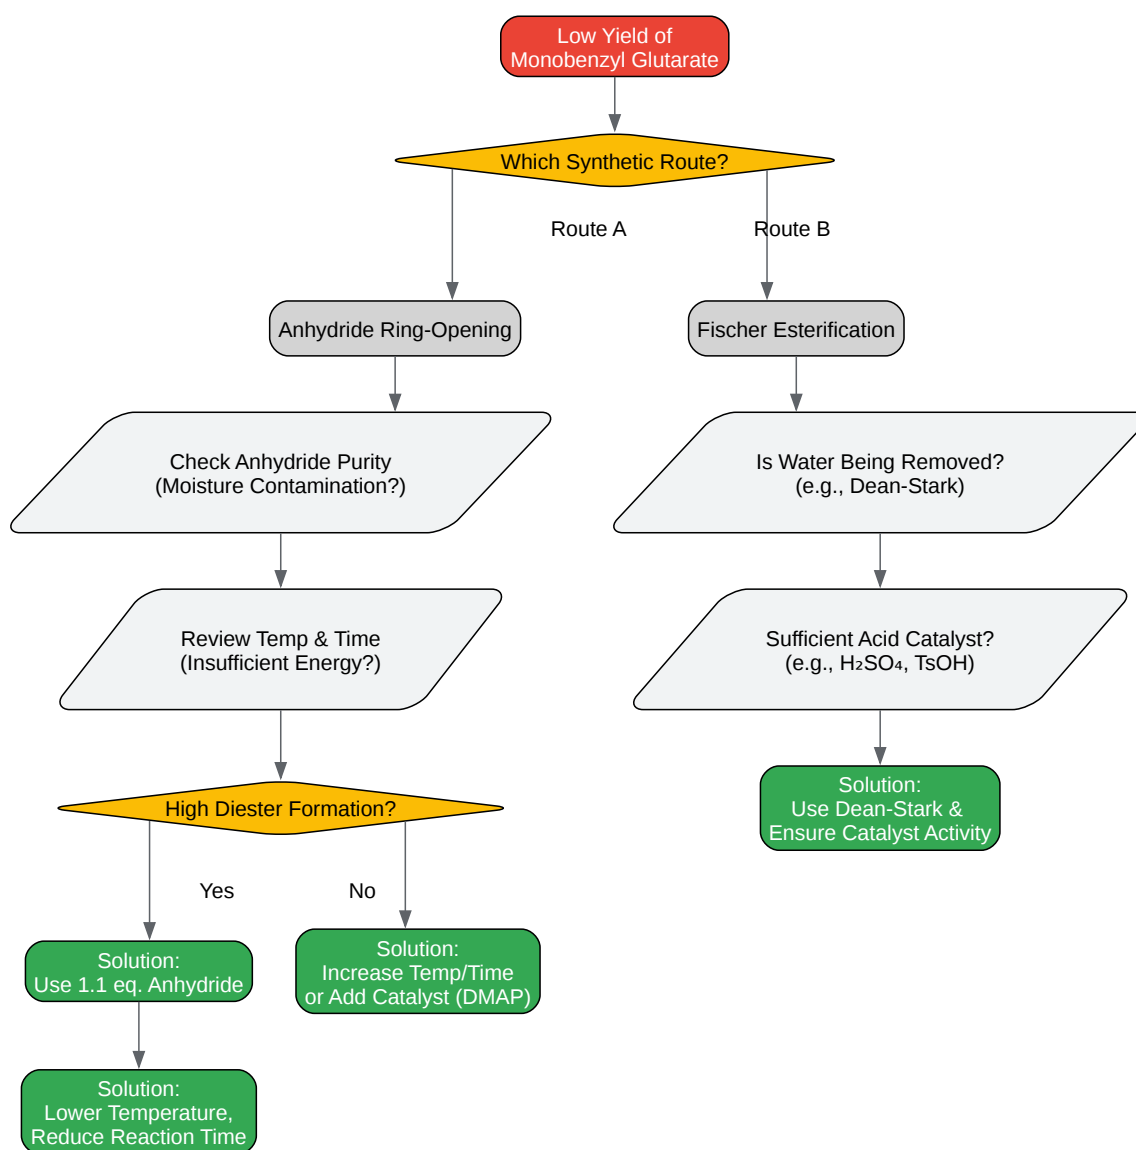 Low Yield of
Monobenzyl Glutarate
Which Synthetic Route?
Route A
Route B
Anhydride Ring-Opening
Fischer Esterification
Check Anhydride Purity
(Moisture Contamination?)
Is Water Being Removed?
(e.g., Dean-Stark)
Review Temp & Time
(Insufficient Energy?)
Sufficient Acid Catalyst?
(e.g., H₂SO₄, TsOH)
High Diester Formation?
Solution:
Use Dean-Stark &
Ensure Catalyst Activity
Yes
No
Solution:
Use 1.1 eq. Anhydride
Solution:
Increase Temp/Time
or Add Catalyst (DMAP)
Solution:
Lower Temperature,
Reduce Reaction Time